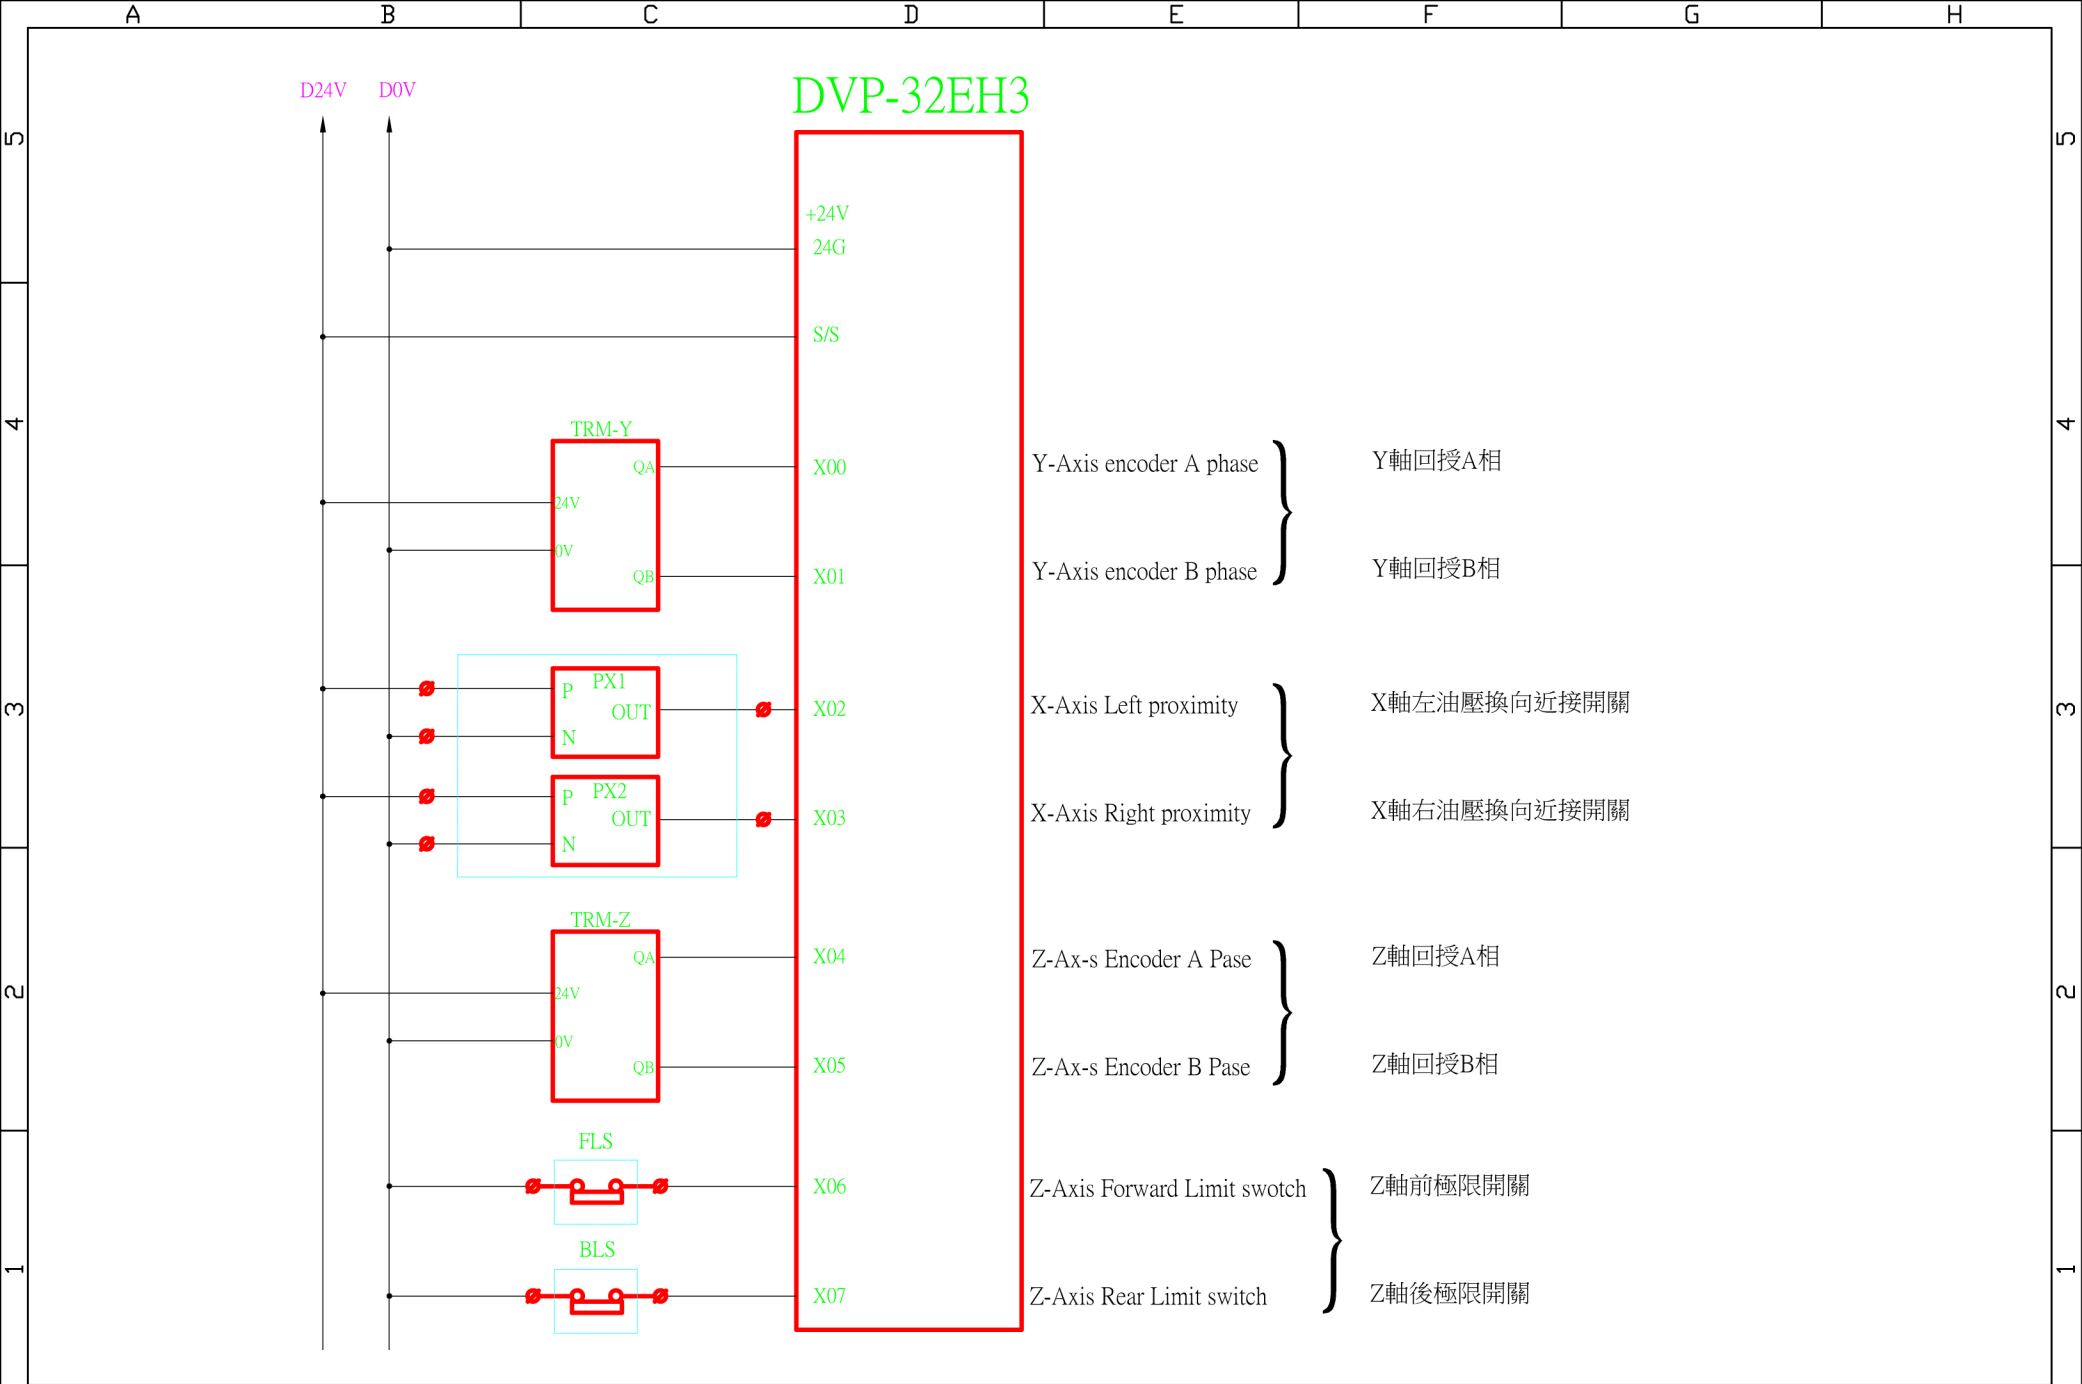 A B C D E F G H
D24V D0V
DVP-32EH3
5 5
+24V
24G
S/S
4 4
TRM-Y
QA X00 Y-Axis encoder A phase Y軸回授A相
24V
0V
QB X01 Y-Axis encoder B phase Y軸回授B相
PX1
P
OUT X02 X-Axis Left proximity X軸左油壓換向近接開關
3 3
N
PX2
P
OUT X03 X-Axis Right proximity X軸右油壓換向近接開關
N
TRM-Z
QA X04 Z-Ax-s Encoder A Pase Z軸回授A相
24V
2 2
0V
QB X05 Z-Ax-s Encoder B Pase Z軸回授B相
FLS
X06 Z-Axis Forward Limit swotch Z軸前極限開關
BLS
1 1
X07 Z-Axis Rear Limit switch Z軸後極限開關